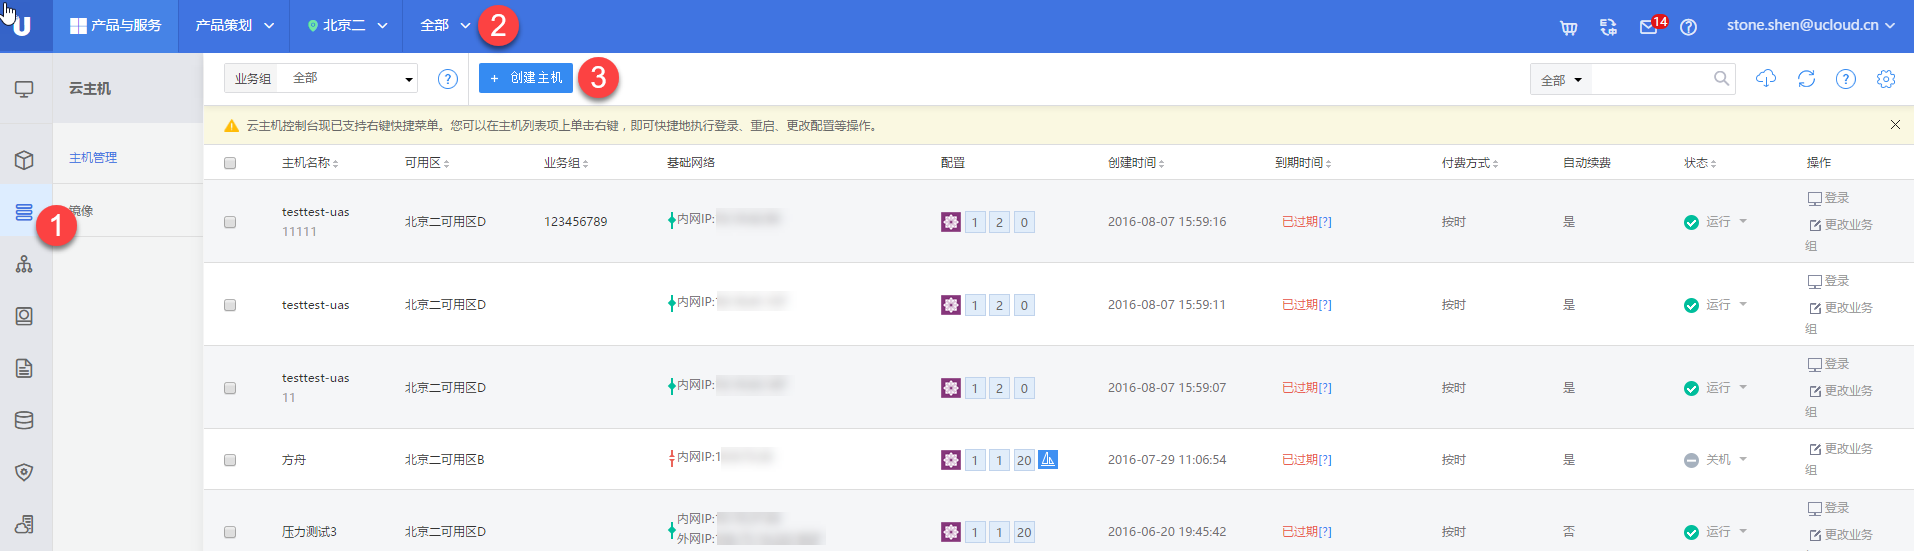 U 产品与服务 产品策划 北京二 全部 2 14 stone.shen@ucloud.cn
云主机 业务组 全部 + 创建主机 3 全部
云主机控制台现已支持右键快捷菜单。您可以在主机列表项上单击右键，即可快捷地执行登录、重启、更改配置等操作。
主机管理
镜像
1
主机名称 可用区 业务组 基础网络 配置 创建时间 到期时间 付费方式 自动续费 状态 操作
testtest-uas
11111
北京二可用区D 123456789 内网IP: 1 2 0 2016-08-07 15:59:16 已过期[?] 按时 是 运行
登录
更改业务
组
testtest-uas 北京二可用区D 内网IP: 1 2 0 2016-08-07 15:59:11 已过期[?] 按时 是 运行
登录
更改业务
组
testtest-uas
11
北京二可用区D 内网IP: 1 2 0 2016-08-07 15:59:07 已过期[?] 按时 是 运行
登录
更改业务
组
方舟 北京二可用区B 内网IP:1 1 1 20 2016-07-29 11:06:54 已过期[?] 按时 是 关机
更改业务
组
压力测试3 北京二可用区D
内网IP:
外网IP:
1 1 20 2016-06-20 19:45:42 已过期[?] 按时 否 运行
登录
更改业务